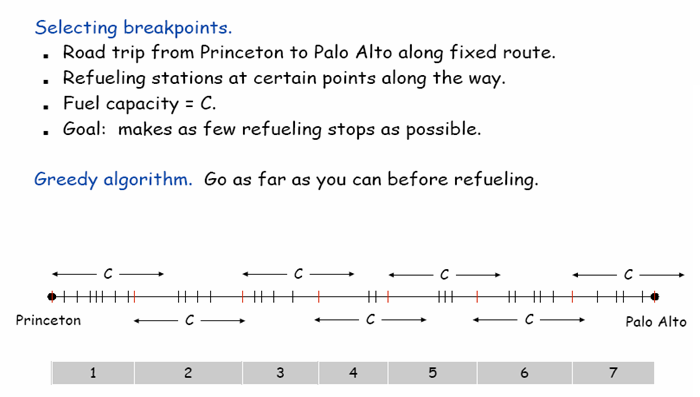 Selecting breakpoints.
▪ Road trip from Princeton to Palo Alto along fixed route.
▪ Refueling stations at certain points along the way.
▪ Fuel capacity = C.
▪ Goal: makes as few refueling stops as possible.
Greedy algorithm. Go as far as you can before refueling.
C C C C
Princeton C C C Palo Alto
1 2 3 4 5 6 7